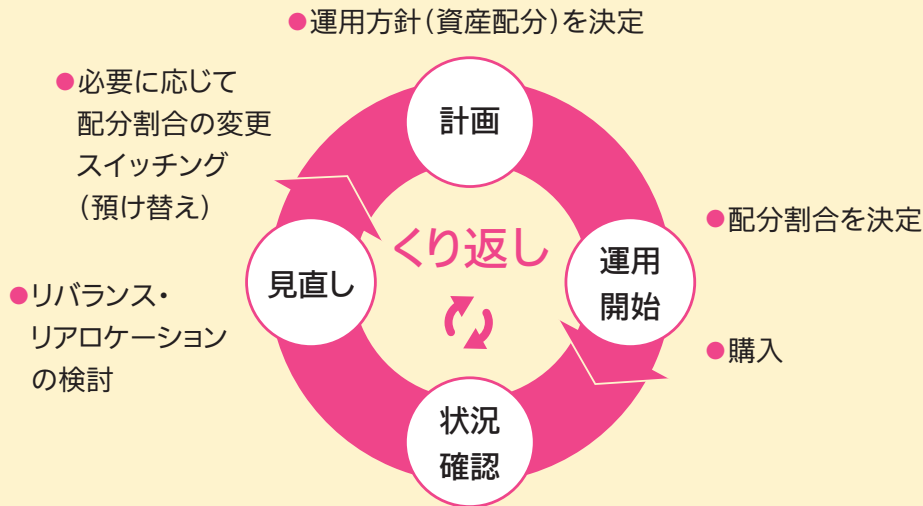 ●運用方針(資産配分)を決定
計画
●配分割合を決定
運用
開始
●購入
状況
確認
●リバランス・
リアロケーション
の検討
見直し
●必要に応じて
配分割合の変更
スイッチング
(預け替え)
くり返し